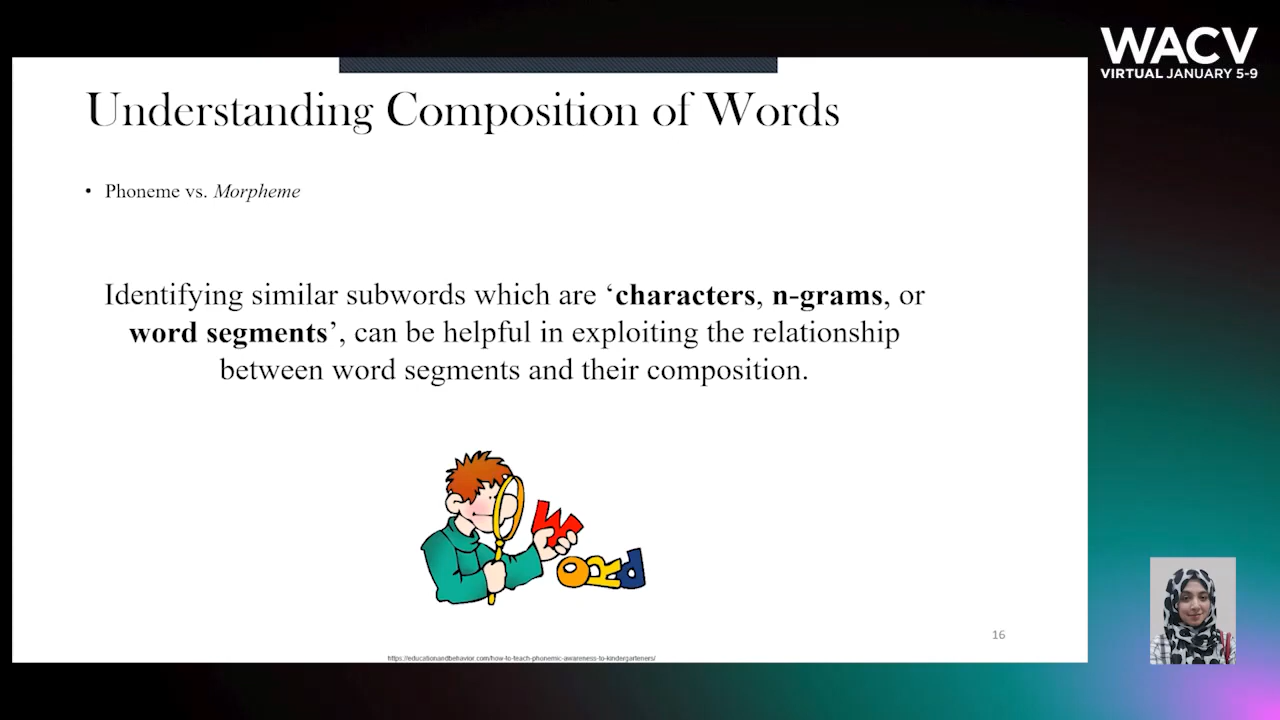 WACV
VIRTUAL JANUARY 5-9
Understanding Composition of Words
• Phoneme vs. Morpheme
Identifying similar subwords which are ‘characters, n-grams, or
word segments’, can be helpful in exploiting the relationship
between word segments and their composition.
W
ORD
16
https://educationandbehavior.com/how-to-teach-phonemic-awareness-to-kindergarteners/